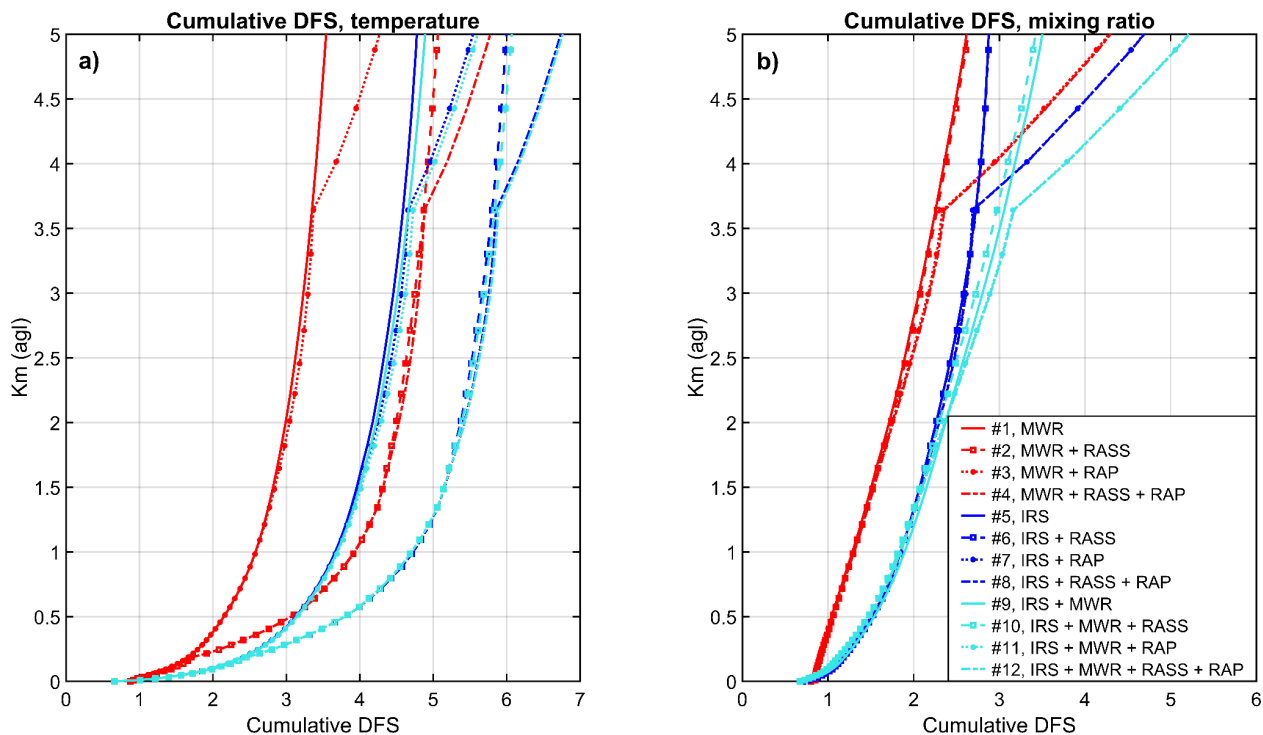 Cumulative DFS, temperature
a)
Km (agl)
5
4.5
4
3.5
3
2.5
2
1.5
1
0.5
0
0 1 2 3 4 5 6 7
Cumulative DFS
Cumulative DFS, mixing ratio
b)
Km (agl)
5
4.5
4
3.5
3
2.5
2
1.5
1
0.5
0
0 1 2 3 4 5 6
Cumulative DFS
#1, MWR
#2, MWR + RASS
#3, MWR + RAP
#4, MWR + RASS + RAP
#5, IRS
#6, IRS + RASS
#7, IRS + RAP
#8, IRS + RASS + RAP
#9, IRS + MWR
#10, IRS + MWR + RASS
#11, IRS + MWR + RAP
#12, IRS + MWR + RASS + RAP